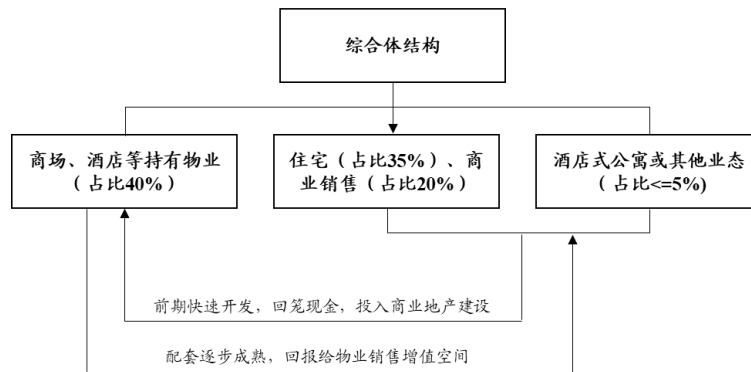 综合体结构
商场、酒店等持有物业
（占比40%）
住宅（占比35%）、商
业销售（占比20%）
酒店式公寓或其他业态
（占比<=5%)
前期快速开发，回笼现金，投入商业地产建设
配套逐步成熟，回报给物业销售增值空间